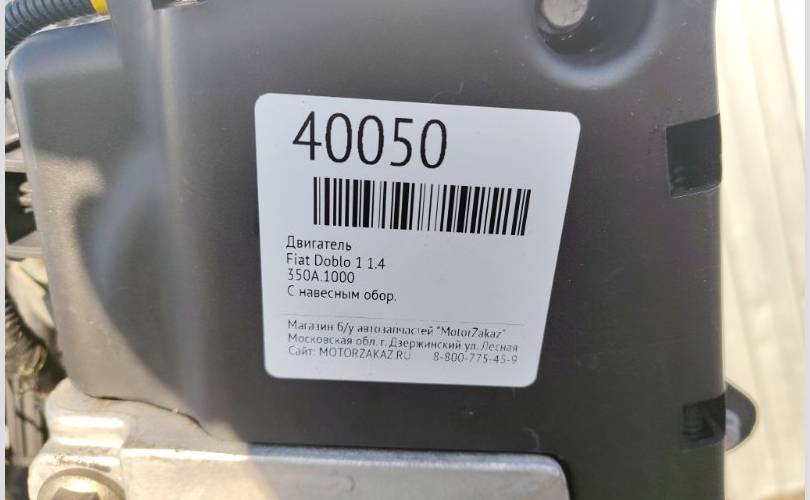 40050
Двигатель
Fiat Doblo 1 1.4
350A.1000
С навесным обор.
Магазин б/у автозапчастей "MotorZakaz"
Московская обл. г. Дзержинский ул. Лесная
Сайт: MOTORZAKAZ.RU 8-800-775-45-9